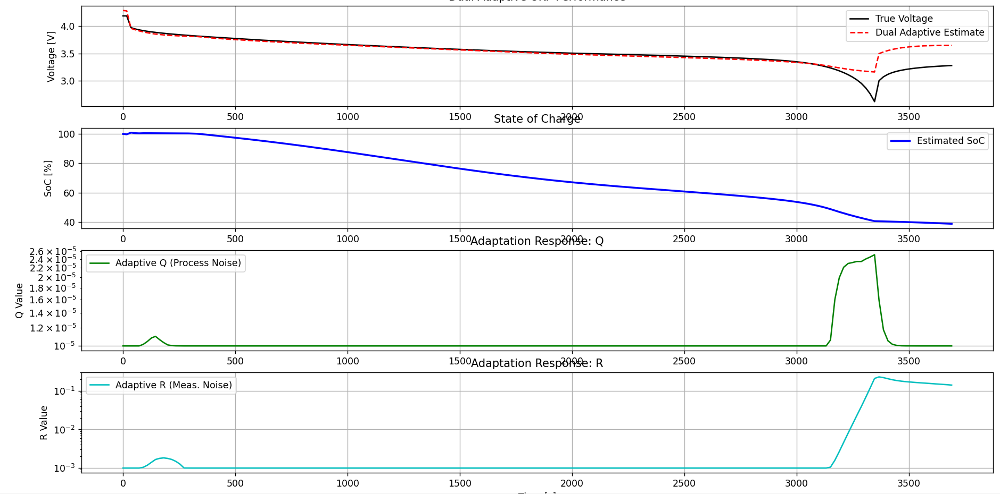 True Voltage
Dual Adaptive Estimate
Voltage [V]
4.0
3.5
3.0
0 500 1000 1500 2000 2500 3000 3500
State of Charge
Estimated SoC
SoC [%]
100
80
60
40
0 500 1000 1500 2000 2500 3000 3500
Adaptation Response: Q
Adaptive Q (Process Noise)
Q Value
2.6 × 10⁻⁵
2.4 × 10⁻⁵
2.2 × 10⁻⁵
2 × 10⁻⁵
1.8 × 10⁻⁵
1.6 × 10⁻⁵
1.4 × 10⁻⁵
1.2 × 10⁻⁵
10⁻⁵
0 500 1000 1500 2000 2500 3000 3500
Adaptation Response: R
Adaptive R (Meas. Noise)
R Value
10⁻¹
10⁻²
10⁻³
0 500 1000 1500 2000 2500 3000 3500